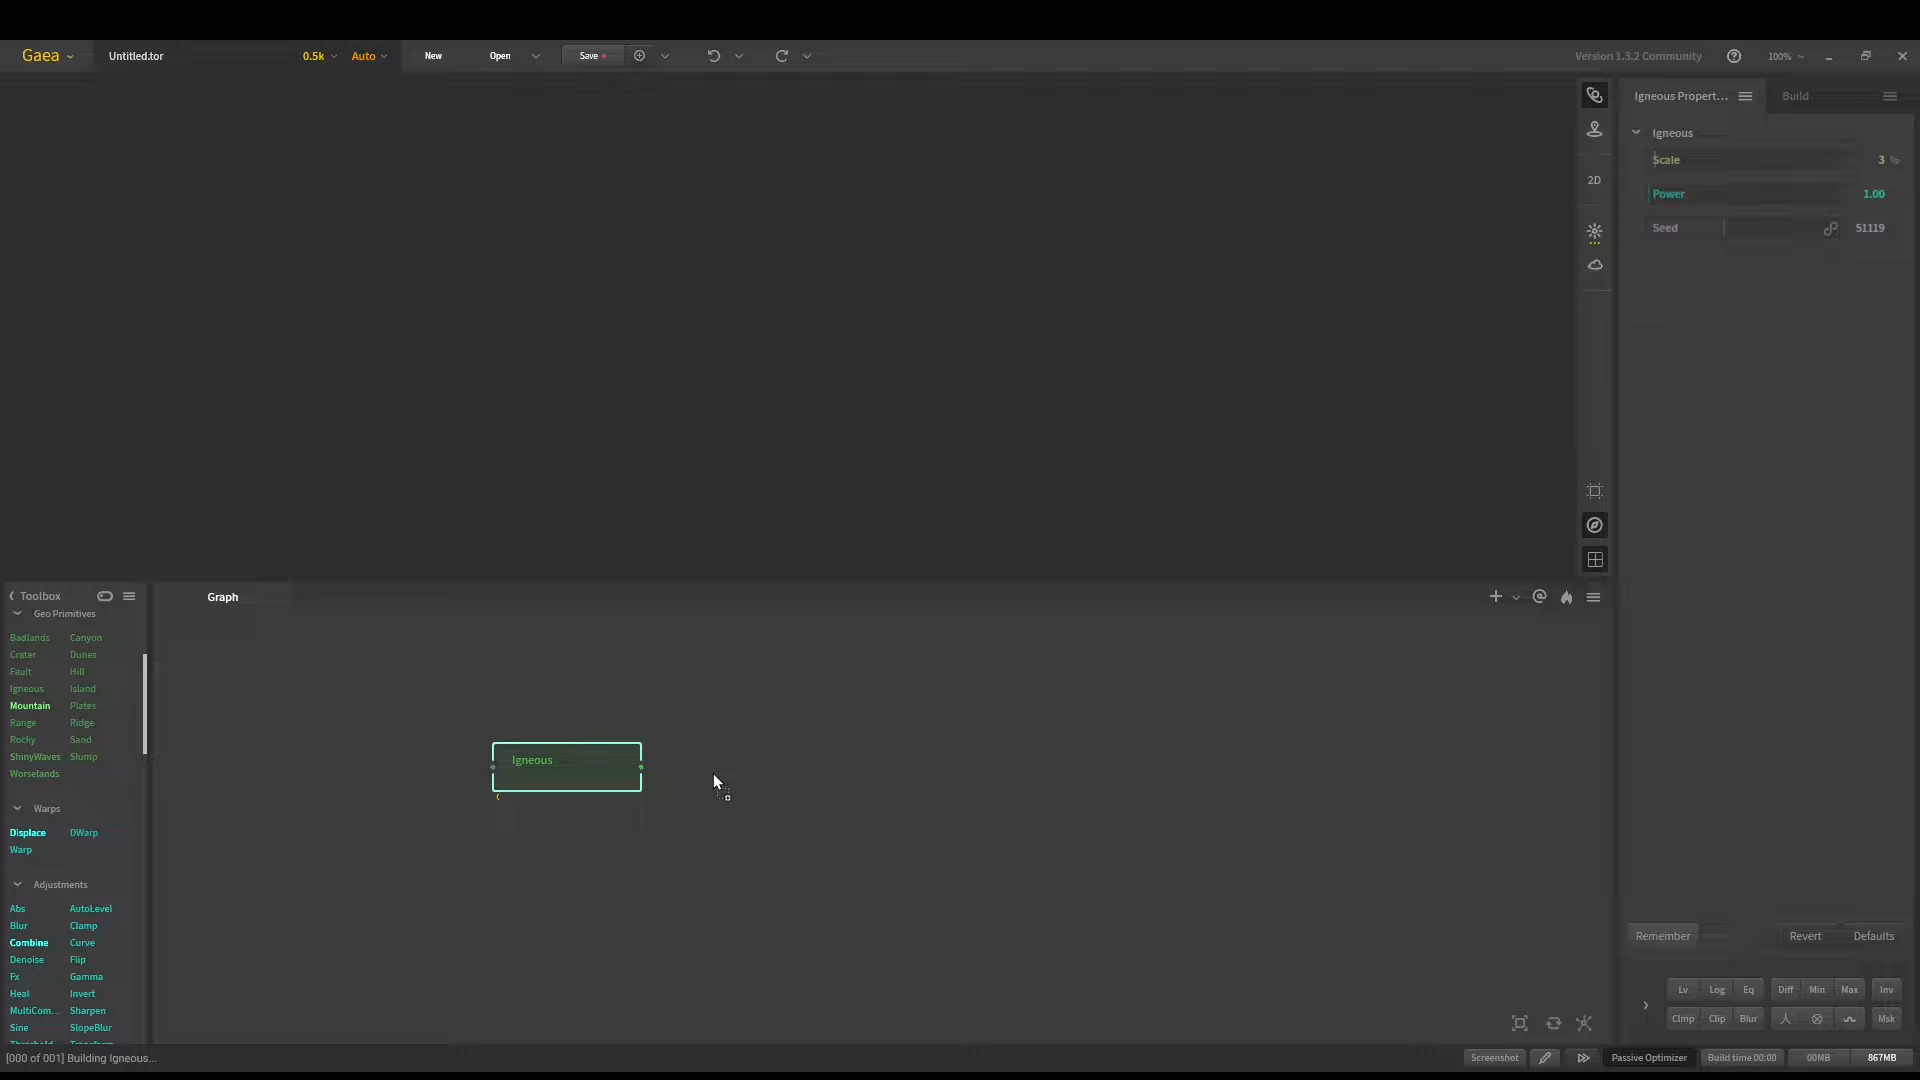 Gaea Untitled.tor 0.5k Auto New Open Save Version 1.3.2 Community 100%
Igneous Propert... Build
Igneous
Scale 3 %
Power 1.00
Seed 51119
2D
Toolbox
Geo Primitives
Badlands Canyon
Crater Dunes
Fault Hill
Igneous Island
Mountain Plates
Range Ridge
Rocky Sand
ShinyWaves Slump
Worselands
Warps
Displace DWarp
Warp
Adjustments
Abs AutoLevel
Blur Clamp
Combine Curve
Denoise Flip
Fx Gamma
Heal Invert
MultiCom... Sharpen
Sine SlopeBlur
Threshold Transform
Graph
Igneous
Remember Revert Defaults
Lv Log Eq Diff Min Max Inv
Clmp Clip Blur Msk
[000 of 001] Building Igneous...
Screenshot Passive Optimizer Build time 00:00 00MB 867MB